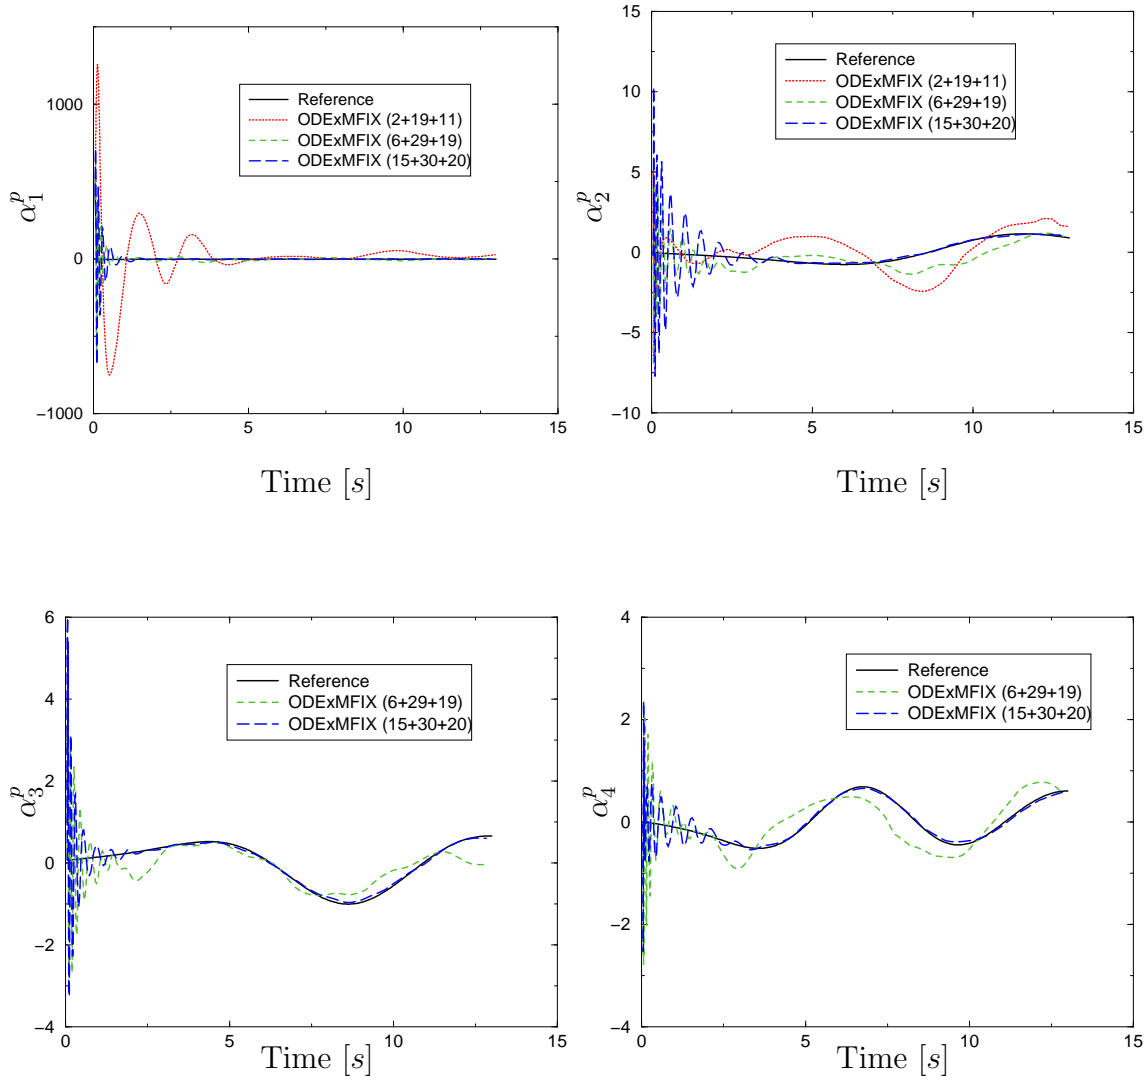 1000
0
−1000
0
5
10
15
α₁ᵖ
Time [s]
Reference
ODExMFIX (2+19+11)
ODExMFIX (6+29+19)
ODExMFIX (15+30+20)
15
10
5
0
−5
−10
0
5
10
15
α₂ᵖ
Time [s]
Reference
ODExMFIX (2+19+11)
ODExMFIX (6+29+19)
ODExMFIX (15+30+20)
6
4
2
0
−2
−4
0
5
10
15
α₃ᵖ
Time [s]
Reference
ODExMFIX (6+29+19)
ODExMFIX (15+30+20)
4
2
0
−2
−4
0
5
10
15
α₄ᵖ
Time [s]
Reference
ODExMFIX (6+29+19)
ODExMFIX (15+30+20)